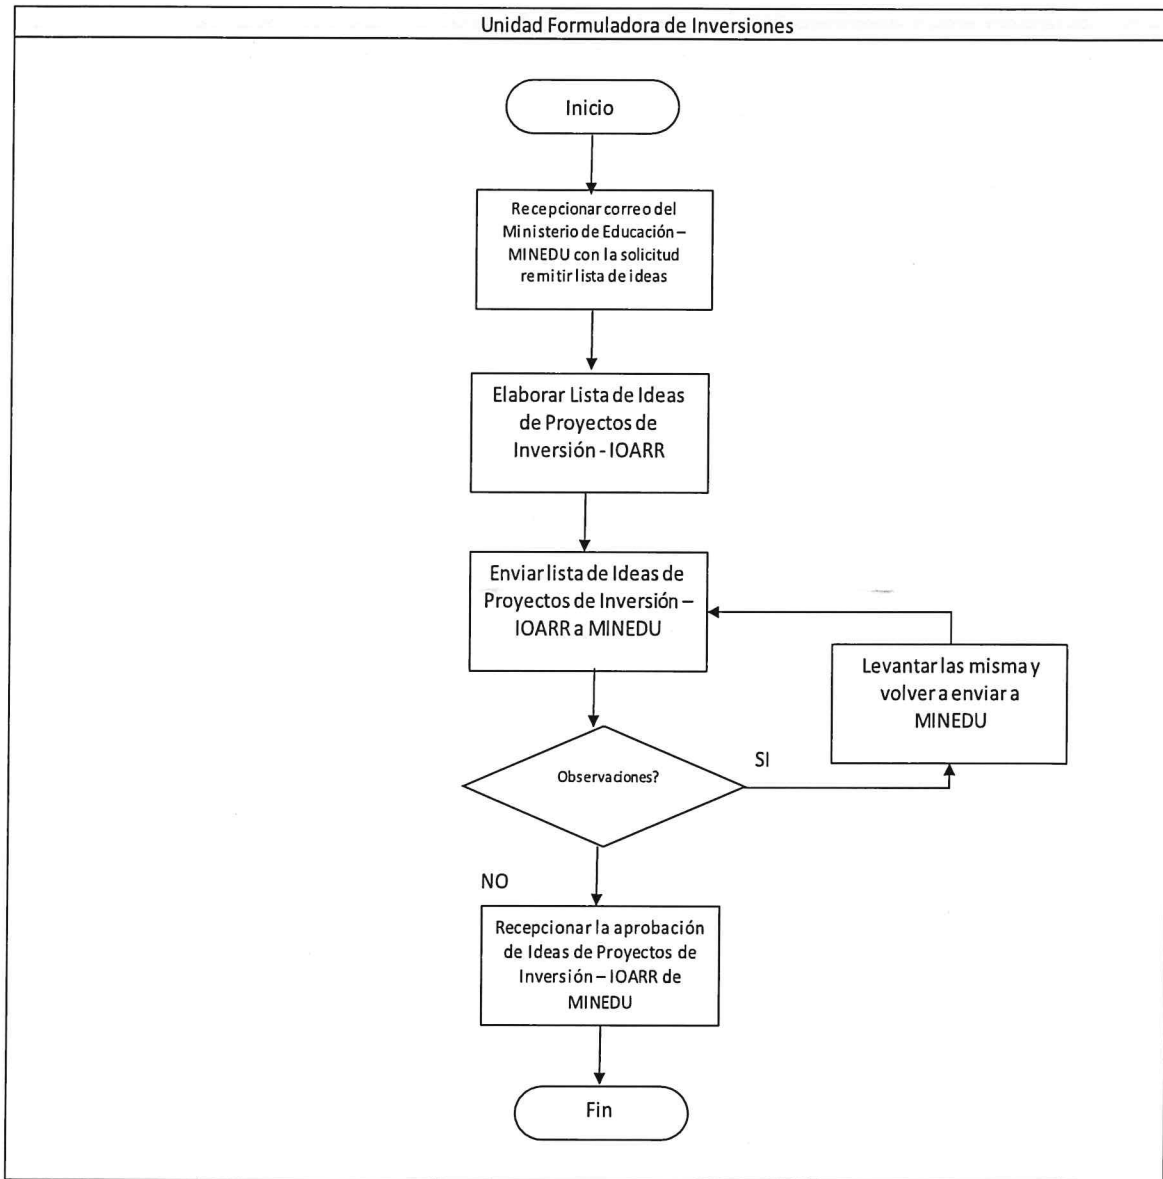 Unidad Formuladora de Inversiones
Inicio
Recepcionar correo del
Ministerio de Educación –
MINEDU con la solicitud
remitir lista de ideas
Elaborar Lista de Ideas
de Proyectos de
Inversión - IOARR
Enviar lista de Ideas de
Proyectos de Inversión –
IOARR a MINEDU
Levantar las misma y
volver a enviar a
MINEDU
Observaciones?
SI
NO
Recepcionar la aprobación
de Ideas de Proyectos de
Inversión – IOARR de
MINEDU
Fin